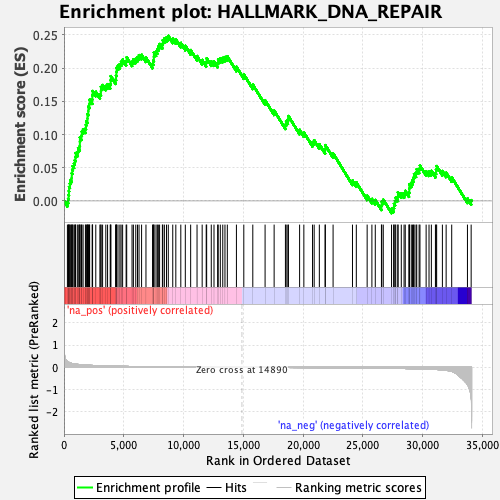 Enrichment plot: HALLMARK_DNA_REPAIR
Enrichment score (ES)
0.25
0.20
0.15
0.10
0.05
0.00
'na_pos' (positively correlated)
Ranked list metric (PreRanked)
2
1
0
-1
-2
Zero cross at 14890
'na_neg' (negatively correlated)
0
5,000
10,000
15,000
20,000
25,000
30,000
35,000
Rank in Ordered Dataset
Enrichment profile
Hits
Ranking metric scores